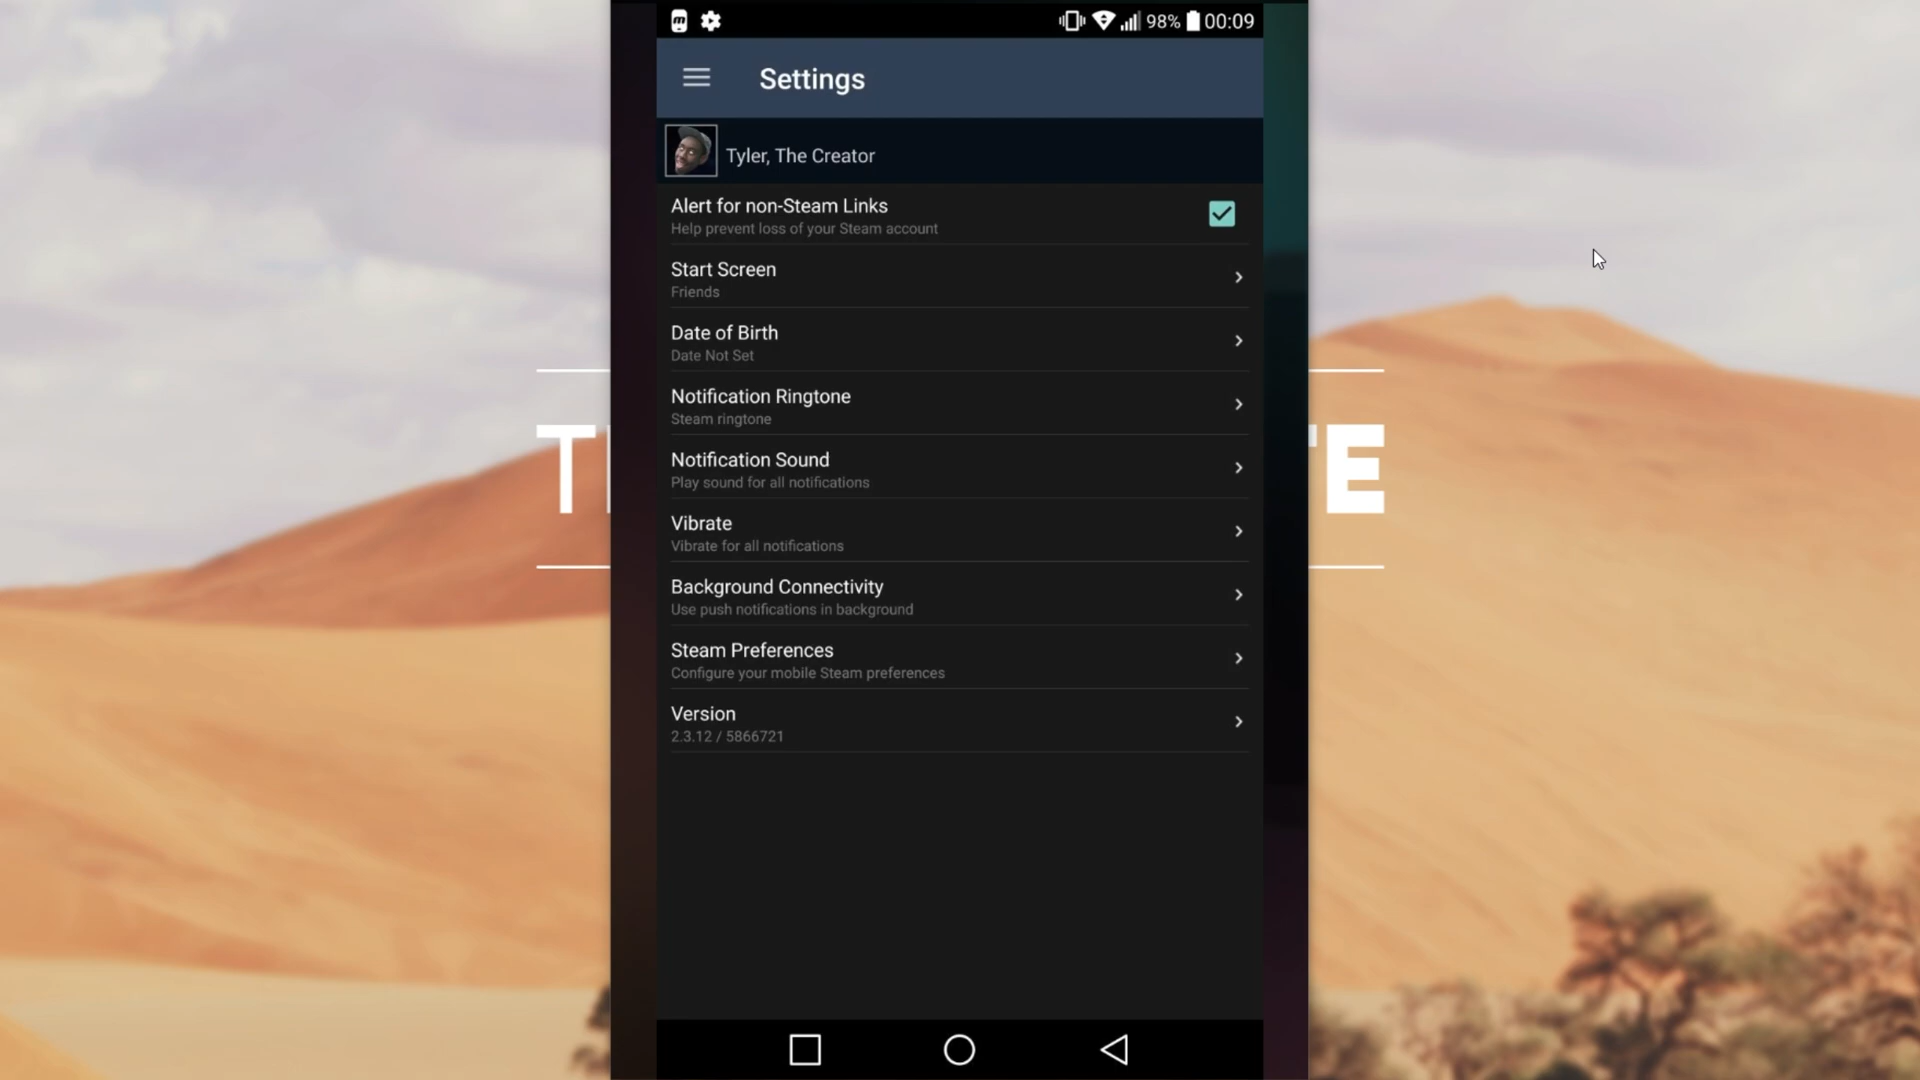 98% 00:09
Settings
Tyler, The Creator
Alert for non-Steam Links
Help prevent loss of your Steam account
Start Screen
Friends
Date of Birth
Date Not Set
Notification Ringtone
Steam ringtone
Notification Sound
Play sound for all notifications
Vibrate
Vibrate for all notifications
Background Connectivity
Use push notifications in background
Steam Preferences
Configure your mobile Steam preferences
Version
2.3.12 / 5866721